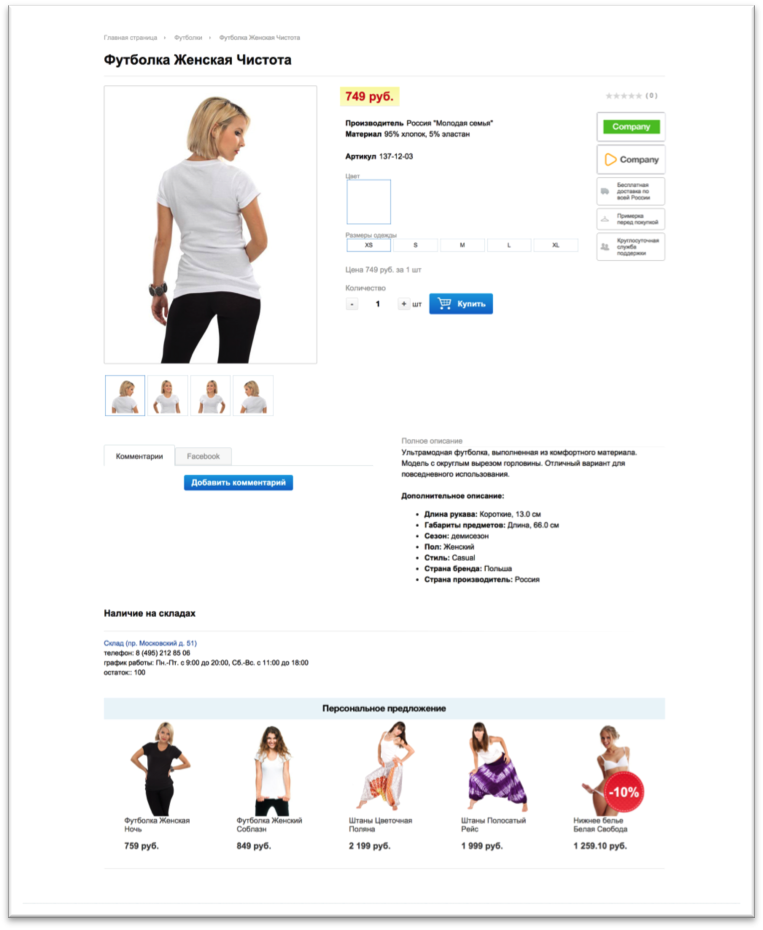 Главная страница › Футболки › Футболка Женская Чистота
Футболка Женская Чистота
749 руб.
( 0 )
Производитель Россия "Молодая семья"
Материал 95% хлопок, 5% эластан
Артикул 137-12-03
Цвет
Размеры одежды
XS S M L XL
Цена 749 руб. за 1 шт
Количество
- 1 + шт Купить
Company
Company
Бесплатная
доставка по
всей России
Примерка
перед покупкой
Круглосуточная
служба
поддержки
Комментарии Facebook
Добавить комментарий
Полное описание
Ультрамодная футболка, выполненная из комфортного материала.
Модель с округлым вырезом горловины. Отличный вариант для
повседневного использования.
Дополнительное описание:
• Длина рукава: Короткие, 13.0 см
• Габариты предметов: Длина, 66.0 см
• Сезон: демисезон
• Пол: Женский
• Стиль: Casual
• Страна бренда: Польша
• Страна производитель: Россия
Наличие на складах
Склад (пр. Московский д. 51)
телефон: 8 (495) 212 85 06
график работы: Пн.-Пт. с 9:00 до 20:00, Сб.-Вс. с 11:00 до 18:00
остаток:: 100
Персональное предложение
-10%
Футболка Женская
Ночь
759 руб.
Футболка Женский
Соблазн
849 руб.
Штаны Цветочная
Поляна
2 199 руб.
Штаны Полосатый
Рейс
1 999 руб.
Нижнее белье
Белая Свобода
1 259.10 руб.